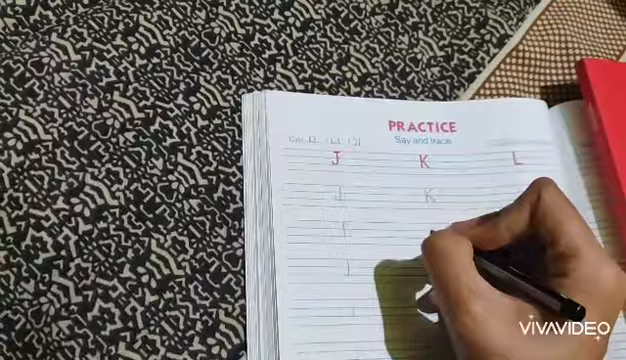 PRACTICE
Say and trace
J K L
J K
J
J
VIVAVIDEO